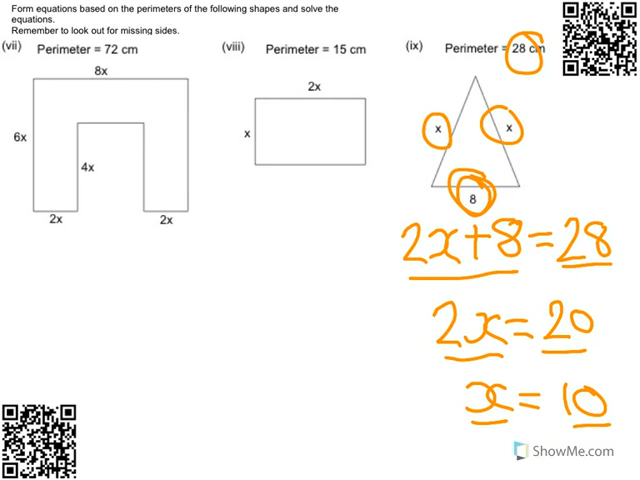 Form equations based on the perimeters of the following shapes and solve the
equations.
Remember to look out for missing sides.
(vii) Perimeter = 72 cm
8x
6x
4x
2x 2x
(viii) Perimeter = 15 cm
2x
x
(ix) Perimeter = 28 cm
x x
8
2x+8=28
2x=20
x=10
ShowMe.com